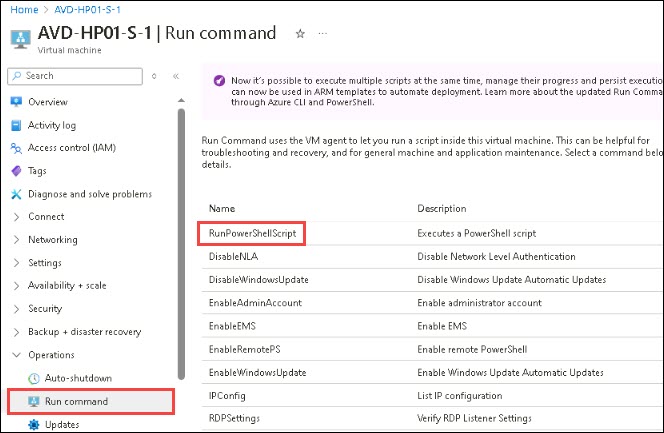 Home > AVD-HP01-S-1 >
AVD-HP01-S-1 | Run command
Virtual machine
Search
Overview
Activity log
Access control (IAM)
Tags
Diagnose and solve problems
Connect
Networking
Settings
Availability + scale
Security
Backup + disaster recovery
Operations
Auto-shutdown
Run command
Updates
Now it's possible to execute multiple scripts at the same time, manage their progress and persist executio
can now be used in ARM templates to automate deployment. Learn more about the updated Run Comma
through Azure CLI and PowerShell.
Run Command uses the VM agent to let you run a script inside this virtual machine. This can be helpful for
troubleshooting and recovery, and for general machine and application maintenance. Select a command belo
details.
Name Description
RunPowerShellScript Executes a PowerShell script
DisableNLA Disable Network Level Authentication
DisableWindowsUpdate Disable Windows Update Automatic Updates
EnableAdminAccount Enable administrator account
EnableEMS Enable EMS
EnableRemotePS Enable remote PowerShell
EnableWindowsUpdate Enable Windows Update Automatic Updates
IPConfig List IP configuration
RDPSettings Verify RDP Listener Settings